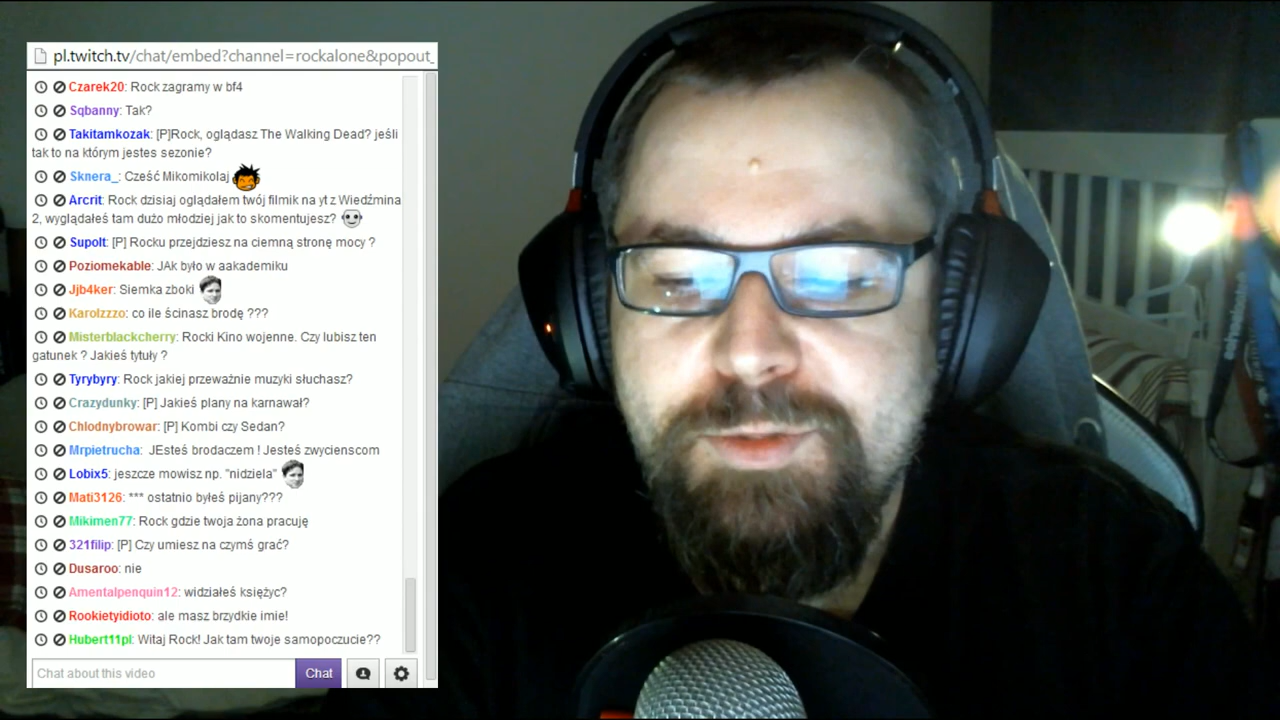 pl.twitch.tv/chat/embed?channel=rockalone&popout_
Czarek20: Rock zagramy w bf4
Sqbanny: Tak?
Takitamkozak: [P]Rock, oglądasz The Walking Dead? jeśli
tak to na którym jestes sezonie?
Sknera_: Cześć Mikomikolaj
Arcrit: Rock dzisiaj oglądałem twój filmik na yt z Wiedźmina
2, wyglądałeś tam dużo młodziej jak to skomentujesz?
Supolt: [P] Rocku przejdziesz na ciemną stronę mocy ?
Poziomekable: JAk było w aakademiku
Jjb4ker: Siemka zboki
Karolzzzo: co ile ścinasz brodę ???
Misterblackcherry: Rocki Kino wojenne. Czy lubisz ten
gatunek ? Jakieś tytuły ?
Tyrybyry: Rock jakiej przeważnie muzyki słuchasz?
Crazydunky: [P] Jakieś plany na karnawał?
Chlodnybrowar: [P] Kombi czy Sedan?
Mrpietrucha: JEsteś brodaczem ! Jesteś zwycienscom
Lobix5: jeszcze mowisz np. "nidziela"
Mati3126: *** ostatnio byłeś pijany???
Mikimen77: Rock gdzie twoja żona pracuję
321filip: [P] Czy umiesz na czymś grać?
Dusaroo: nie
Amentalpenquin12: widziałeś księżyc?
Rookietyidioto: ale masz brzydkie imie!
Hubert11pl: Witaj Rock! Jak tam twoje samopoczucie??
Chat about this video Chat